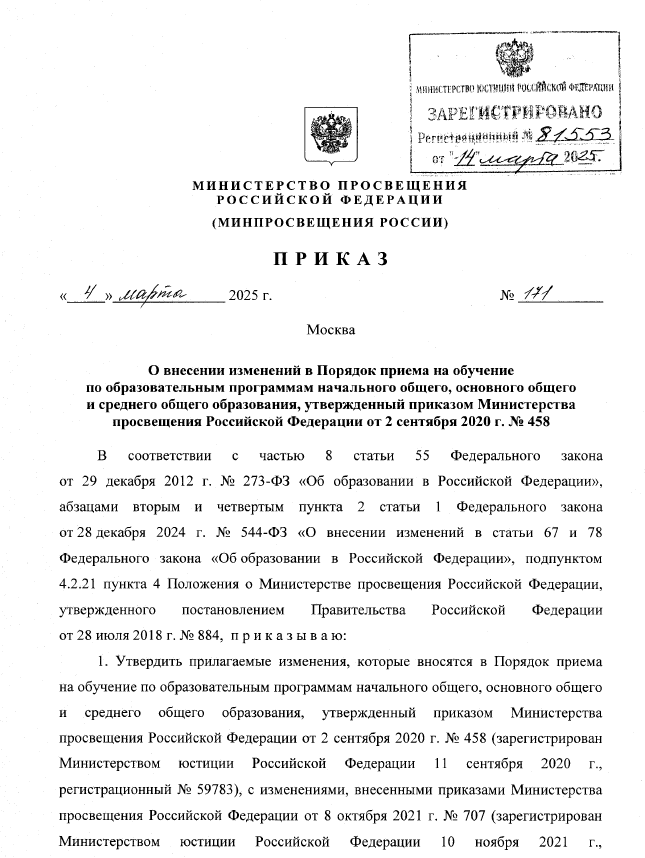 МИНИСТЕРСТВО ЮСТИЦИИ РОССИЙСКОЙ ФЕДЕРАЦИИ
ЗАРЕГИСТРИРОВАНО
Регистрационный № 81553
от "14" марта 2025.
МИНИСТЕРСТВО ПРОСВЕЩЕНИЯ
РОССИЙСКОЙ ФЕДЕРАЦИИ
(МИНПРОСВЕЩЕНИЯ РОССИИ)
ПРИКАЗ
« 4 » марта 2025 г. № 171
Москва
О внесении изменений в Порядок приема на обучение
по образовательным программам начального общего, основного общего
и среднего общего образования, утвержденный приказом Министерства
просвещения Российской Федерации от 2 сентября 2020 г. № 458
В соответствии с частью 8 статьи 55 Федерального закона
от 29 декабря 2012 г. № 273-ФЗ «Об образовании в Российской Федерации»,
абзацами вторым и четвертым пункта 2 статьи 1 Федерального закона
от 28 декабря 2024 г. № 544-ФЗ «О внесении изменений в статьи 67 и 78
Федерального закона «Об образовании в Российской Федерации», подпунктом
4.2.21 пункта 4 Положения о Министерстве просвещения Российской Федерации,
утвержденного постановлением Правительства Российской Федерации
от 28 июля 2018 г. № 884, п р и к а з ы в а ю:
1. Утвердить прилагаемые изменения, которые вносятся в Порядок приема
на обучение по образовательным программам начального общего, основного общего
и среднего общего образования, утвержденный приказом Министерства
просвещения Российской Федерации от 2 сентября 2020 г. № 458 (зарегистрирован
Министерством юстиции Российской Федерации 11 сентября 2020 г.,
регистрационный № 59783), с изменениями, внесенными приказами Министерства
просвещения Российской Федерации от 8 октября 2021 г. № 707 (зарегистрирован
Министерством юстиции Российской Федерации 10 ноября 2021 г.,